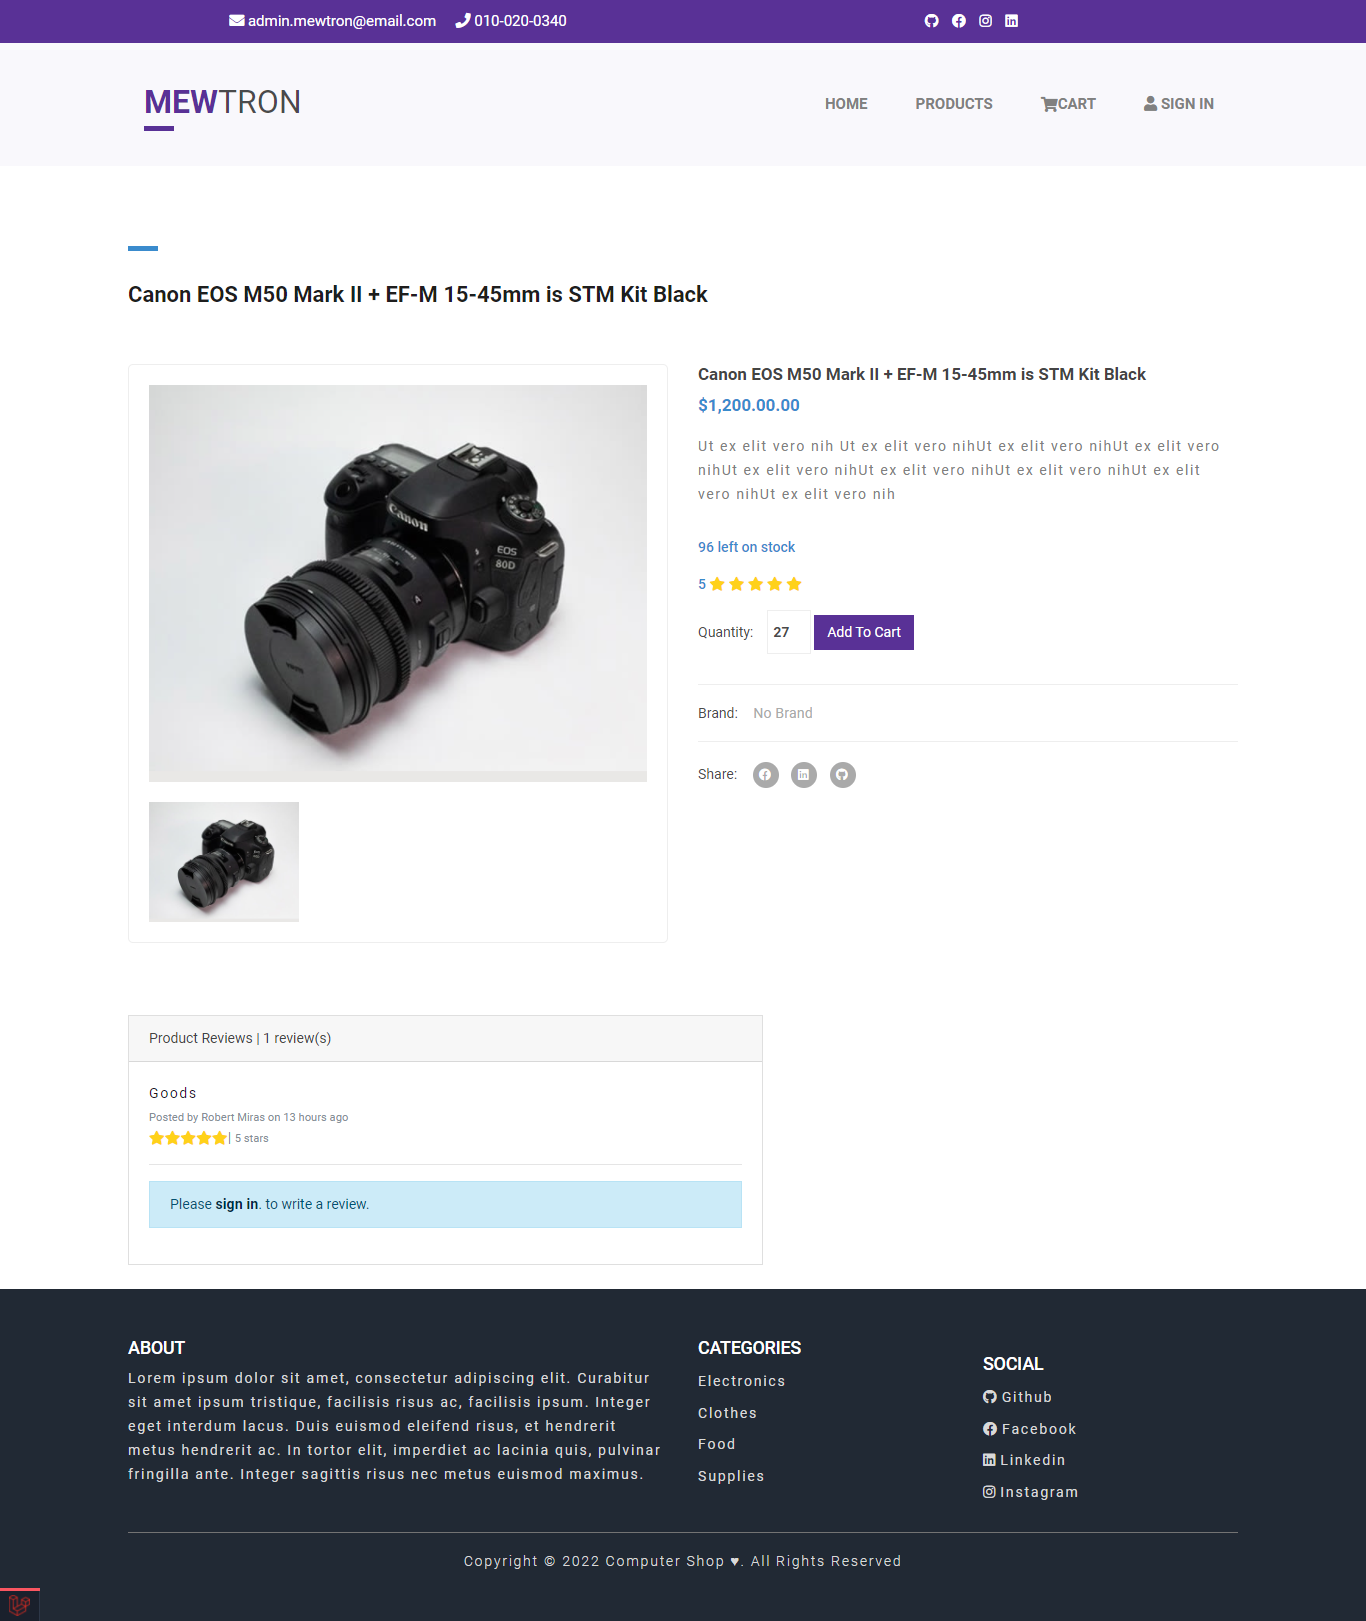 admin.mewtron@email.com 010-020-0340
MEWTRON
HOME PRODUCTS CART SIGN IN
Canon EOS M50 Mark II + EF-M 15-45mm is STM Kit Black
Canon
EOS
80D
Canon EOS M50 Mark II + EF-M 15-45mm is STM Kit Black
$1,200.00.00
Ut ex elit vero nih Ut ex elit vero nihUt ex elit vero nihUt ex elit vero
nihUt ex elit vero nihUt ex elit vero nihUt ex elit vero nihUt ex elit
vero nihUt ex elit vero nih
96 left on stock
5
Quantity: 27 Add To Cart
Brand: No Brand
Share:
Product Reviews | 1 review(s)
Goods
Posted by Robert Miras on 13 hours ago
| 5 stars
Please sign in. to write a review.
ABOUT
Lorem ipsum dolor sit amet, consectetur adipiscing elit. Curabitur
sit amet ipsum tristique, facilisis risus ac, facilisis ipsum. Integer
eget interdum lacus. Duis euismod eleifend risus, et hendrerit
metus hendrerit ac. In tortor elit, imperdiet ac lacinia quis, pulvinar
fringilla ante. Integer sagittis risus nec metus euismod maximus.
CATEGORIES
Electronics
Clothes
Food
Supplies
SOCIAL
Github
Facebook
Linkedin
Instagram
Copyright © 2022 Computer Shop ♥. All Rights Reserved